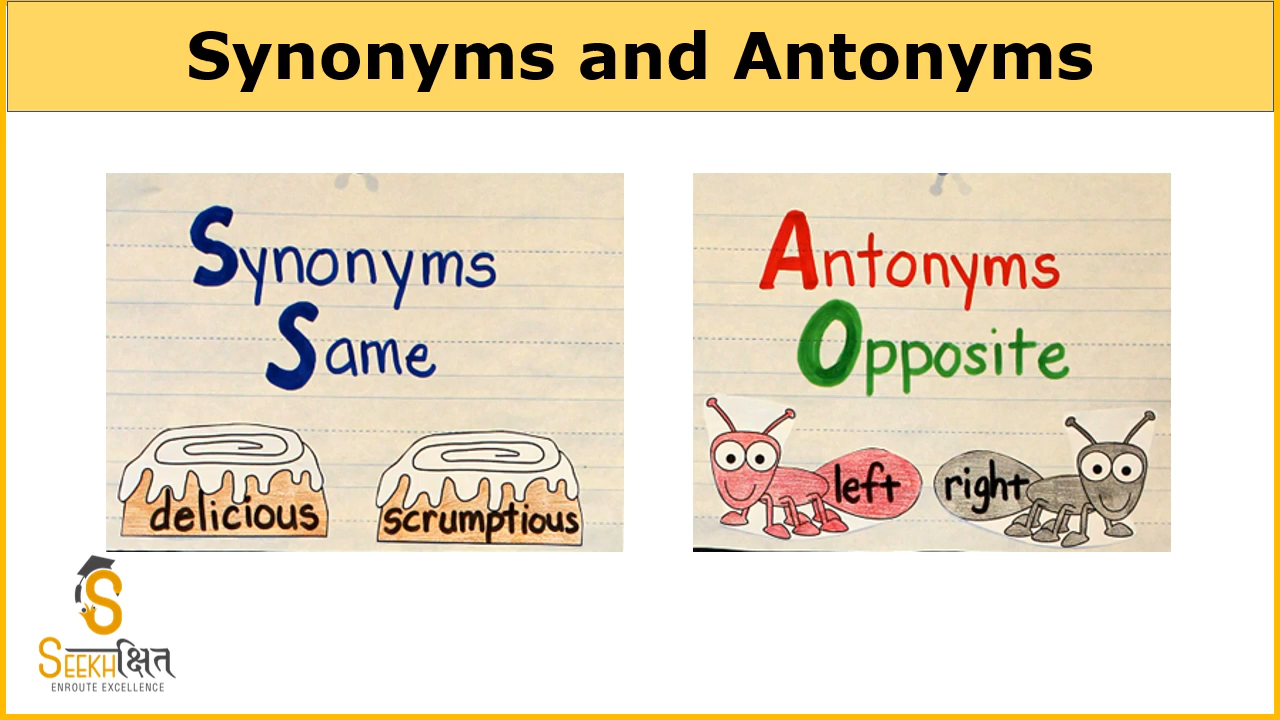 Synonyms and Antonyms
Synonyms
Same
delicious
scrumptious
Antonyms
Opposite
left
right
S
SEEKHक्षित
ENROUTE EXCELLENCE